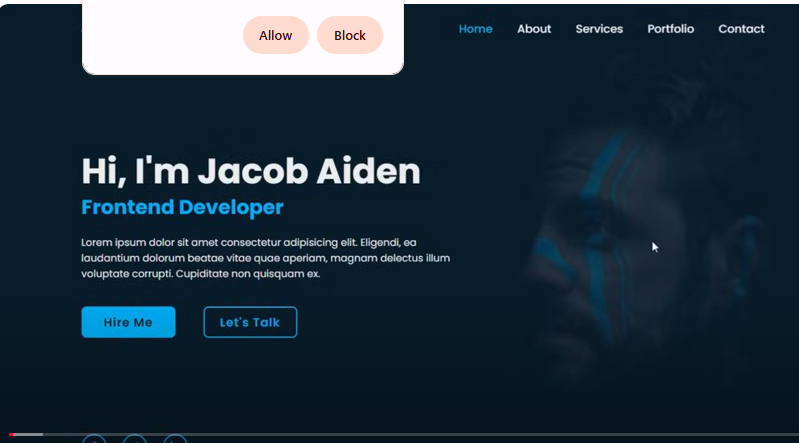 Allow Block
Home About Services Portfolio Contact
Hi, I'm Jacob Aiden
Frontend Developer
Lorem ipsum dolor sit amet consectetur adipisicing elit. Eligendi, ea
laudantium dolorum beatae vitae quae aperiam, magnam delectus illum
voluptate corrupti. Cupiditate non quisquam ex.
Hire Me Let's Talk